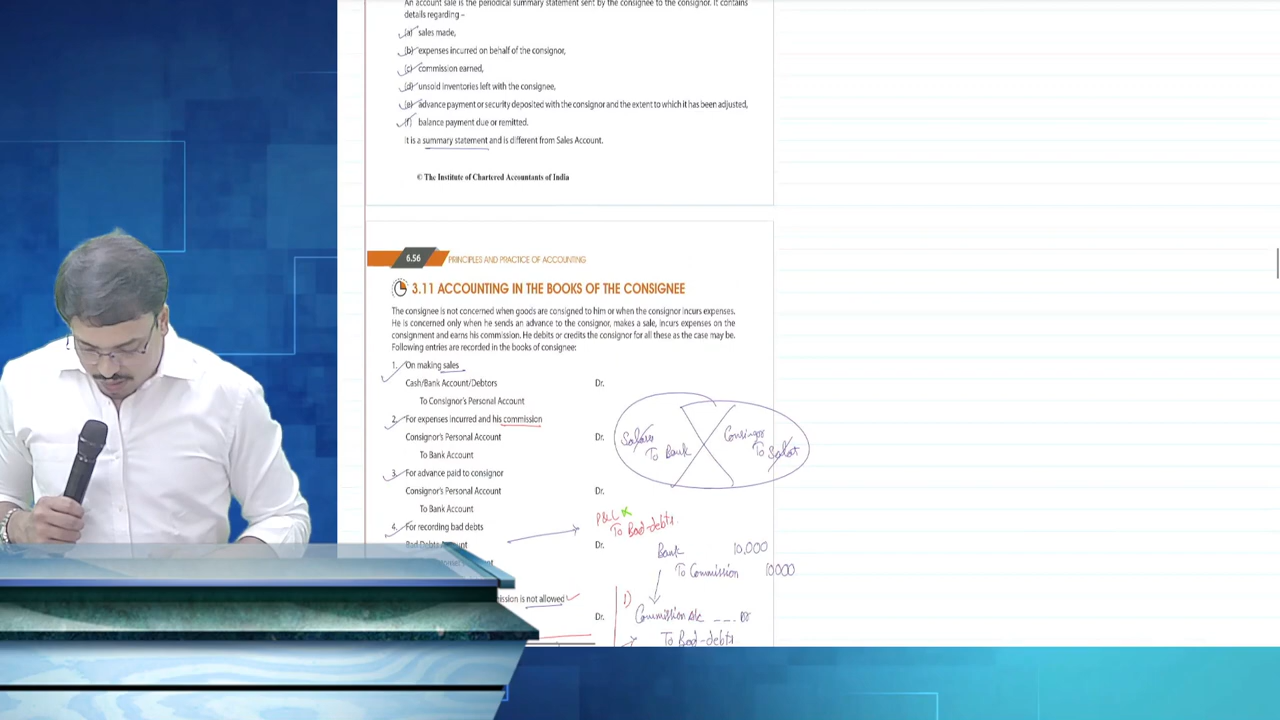 An account sale is the periodical summary statement sent by the consignee to the consignor. It contains
details regarding –
(a) sales made,
(b) expenses incurred on behalf of the consignor,
(c) commission earned,
(d) unsold inventories left with the consignee,
(e) advance payment or security deposited with the consignor and the extent to which it has been adjusted,
(f) balance payment due or remitted.
It is a summary statement and is different from Sales Account.
© The Institute of Chartered Accountants of India
6.56 PRINCIPLES AND PRACTICE OF ACCOUNTING
3.11 ACCOUNTING IN THE BOOKS OF THE CONSIGNEE
The consignee is not concerned when goods are consigned to him or when the consignor incurs expenses.
He is concerned only when he sends an advance to the consignor, makes a sale, incurs expenses on the
consignment and earns his commission. He debits or credits the consignor for all these as the case may be.
Following entries are recorded in the books of consignee:
1. On making sales
Cash/Bank Account/Debtors Dr.
To Consignor's Personal Account
2. For expenses incurred and his commission
Consignor's Personal Account Dr.
To Bank Account
To Bank
To
3. For advance paid to consignor
Consignor's Personal Account Dr.
To Bank Account
P&L
To Bad-debts
4. For recording bad debts
Bad Debts Account Dr.
Bank 10,000
To Commission 10000
mission is not allowed
Dr.
1)
Commission A/c --- Dr
To Bad-debts